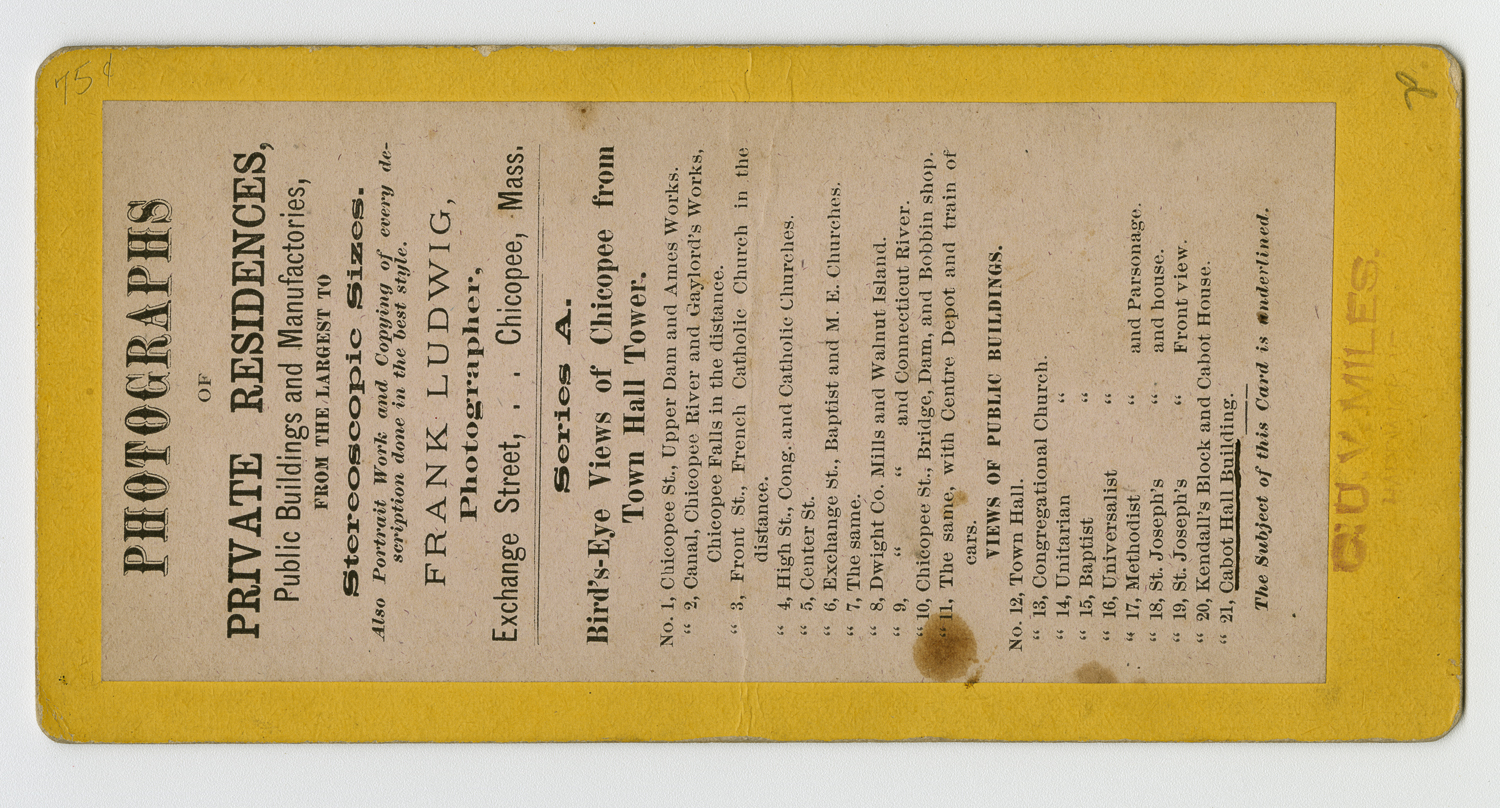 75¢
PHOTOGRAPHS
OF
PRIVATE RESIDENCES,
Public Buildings and Manufactories,
FROM THE LARGEST TO
Stereoscopic Sizes.
Also Portrait Work and Copying of every de-
scription done in the best style.
FRANK LUDWIG,
Photographer,
Exchange Street, . . Chicopee, Mass.
Series A.
Bird's-Eye Views of Chicopee from
Town Hall Tower.
No. 1, Chicopee St., Upper Dam and Ames Works.
“ 2, Canal, Chicopee River and Gaylord's Works,
Chicopee Falls in the distance.
“ 3, Front St., French Catholic Church in the
distance.
“ 4, High St., Cong. and Catholic Churches.
“ 5, Center St.
“ 6, Exchange St., Baptist and M. E. Churches.
“ 7, The same.
“ 8, Dwight Co. Mills and Walnut Island.
“ 9, “ “ and Connecticut River.
“ 10, Chicopee St., Bridge, Dam, and Bobbin shop.
“ 11, The same, with Centre Depot and train of
cars.
VIEWS OF PUBLIC BUILDINGS.
No. 12, Town Hall.
“ 13, Congregational Church.
“ 14, Unitarian “
“ 15, Baptist “
“ 16, Universalist “
“ 17, Methodist “ and Parsonage.
“ 18, St. Joseph's “ and house.
“ 19, St. Joseph's “ Front view.
“ 20, Kendall's Block and Cabot House.
“ 21, Cabot Hall Building.
The Subject of this Card is underlined.
V. MILES.